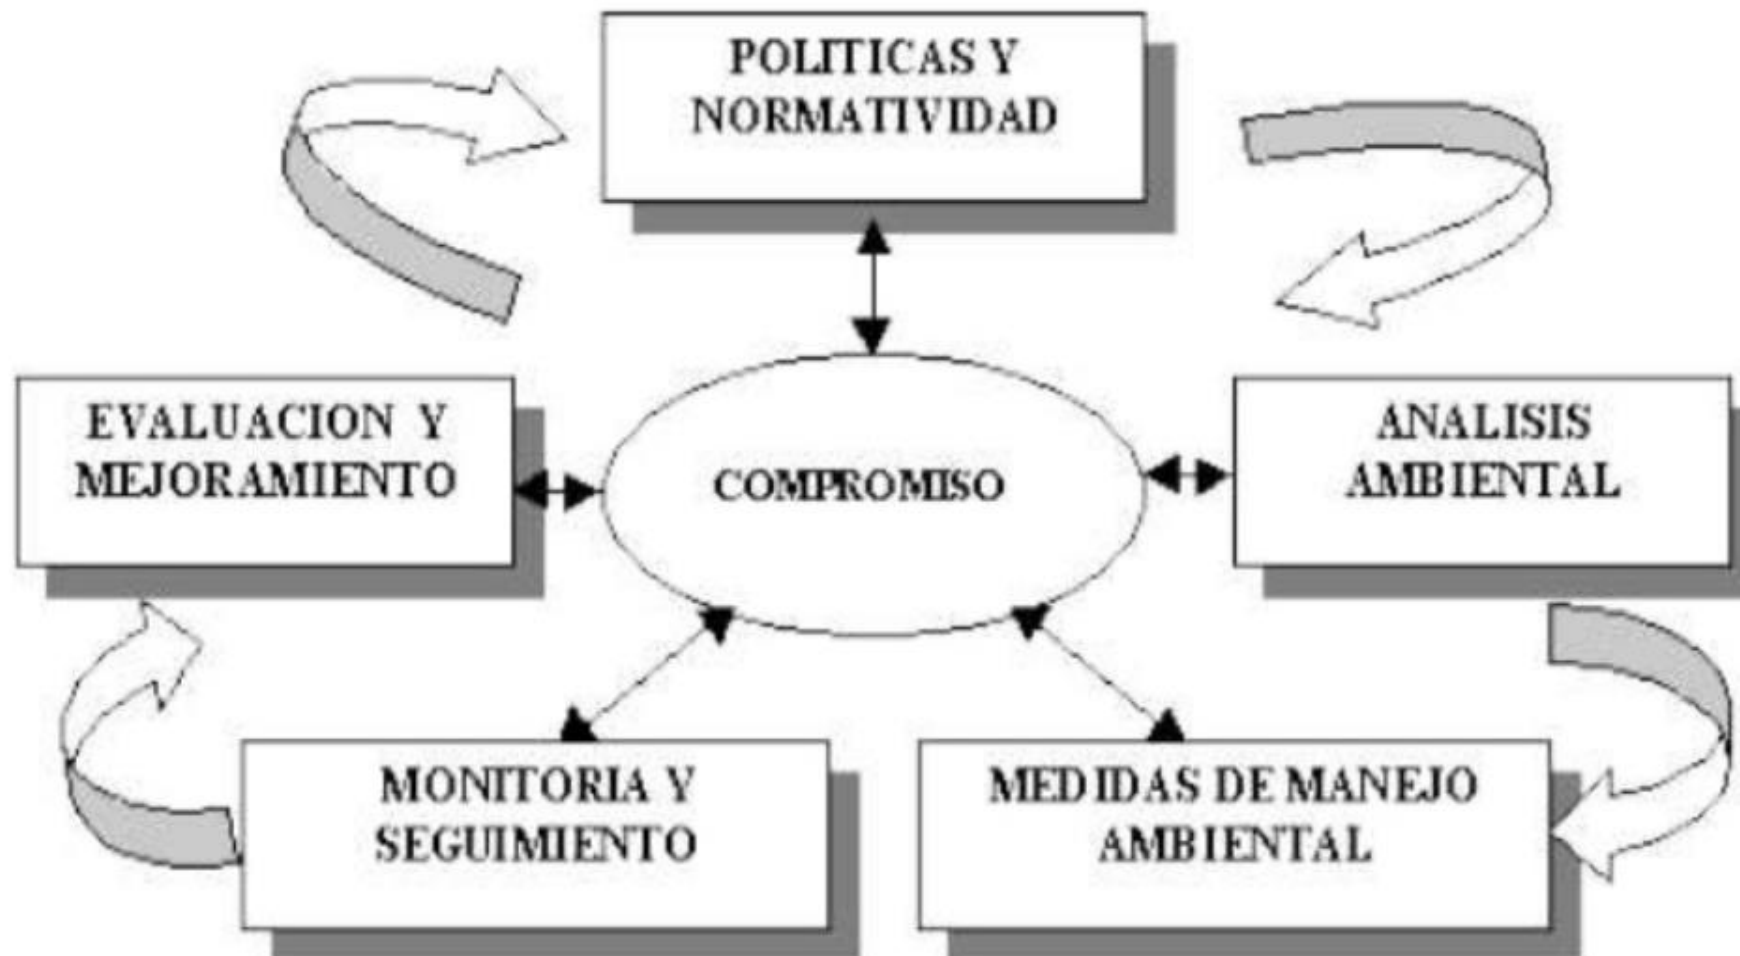 POLITICAS Y
NORMATIVIDAD
EVALUACION Y
MEJORAMIENTO
COMPROMISO
ANALISIS
AMBIENTAL
MONITORIA Y
SEGUIMIENTO
MEDIDAS DE MANEJO
AMBIENTAL